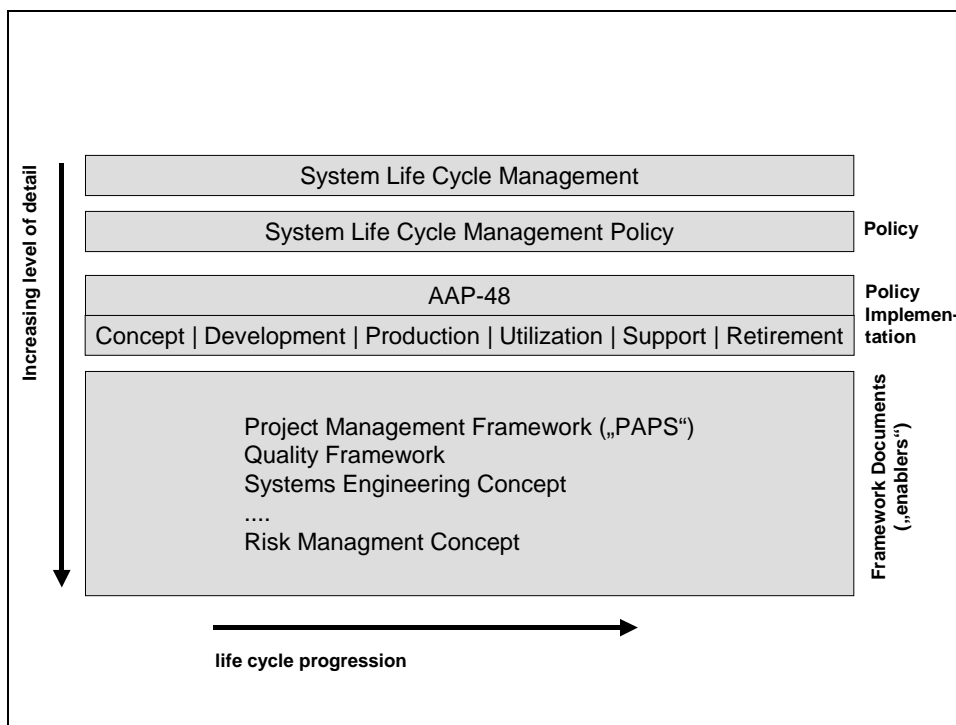 Increasing level of detail
System Life Cycle Management
System Life Cycle Management Policy
Policy
AAP-48
Concept | Development | Production | Utilization | Support | Retirement
Policy
Implemen-
tation
Project Management Framework („PAPS“)
Quality Framework
Systems Engineering Concept
....
Risk Managment Concept
Framework Documents
(„enablers“)
life cycle progression